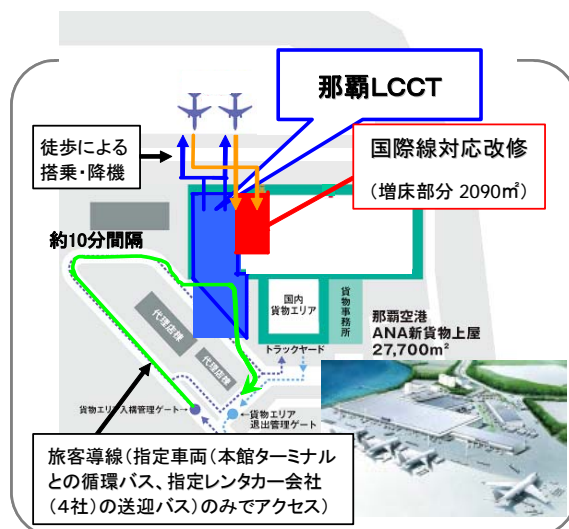 那覇LCCT
徒歩による
搭乗・降機
国際線対応改修
(増床部分 2090㎡)
約10分間隔
国内
貨物エリア
貨物事務所
代理店棟
代理店棟
トラックヤード
那覇空港
ANA新貨物上屋
27,700m²
貨物エリア入構管理ゲート→
←貨物エリア
退出管理ゲート
旅客導線(指定車両(本館ターミナル
との循環バス、指定レンタカー会社
(4社)の送迎バス)のみでアクセス)